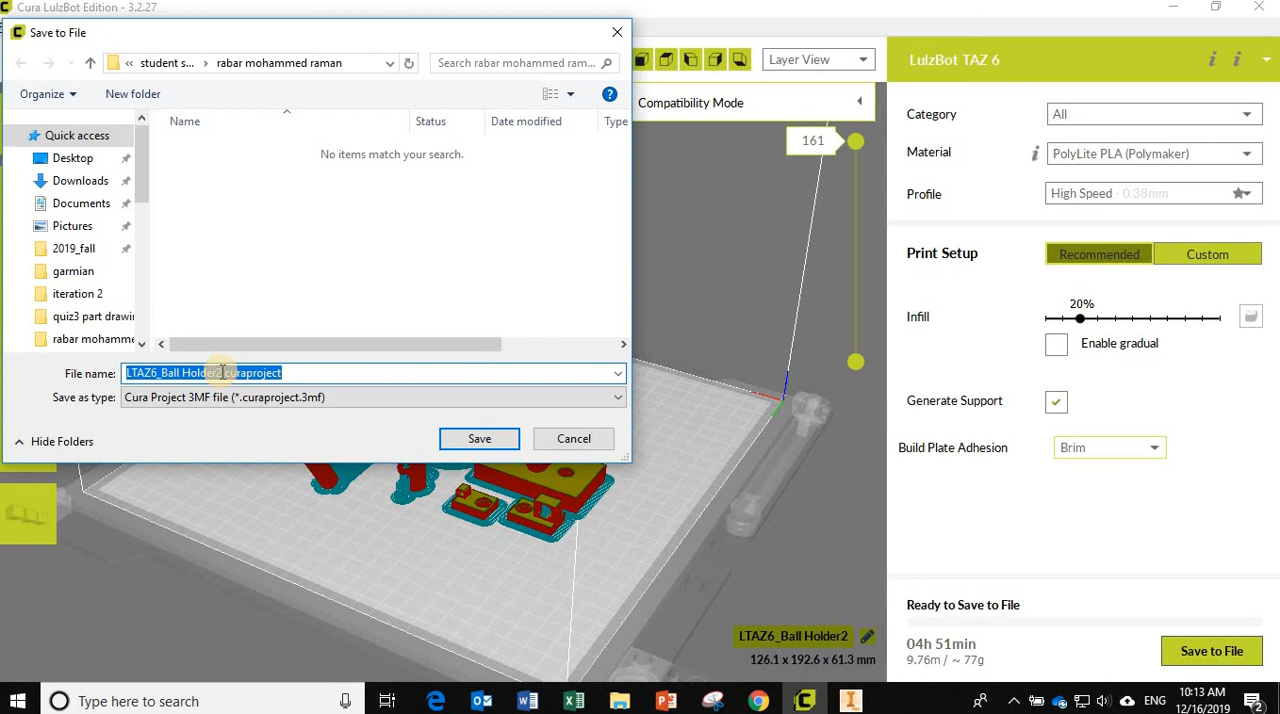 Cura LulzBot Edition - 3.2.27
Save to File
« student s... › rabar mohammed raman
Search rabar mohammed ram...
Organize
New folder
Name
Status
Date modified
Type
No items match your search.
Quick access
Desktop
Downloads
Documents
Pictures
2019_fall
garmian
iteration 2
quiz3 part drawin
rabar mohamme
File name:
LTAZ6_Ball Holder2.curaproject
Save as type:
Cura Project 3MF file (*.curaproject.3mf)
Hide Folders
Save
Cancel
Layer View
Compatibility Mode
161
LulzBot TAZ 6
Category
All
Material
PolyLite PLA (Polymaker)
Profile
High Speed - 0.38mm
Print Setup
Recommended
Custom
20%
Infill
Enable gradual
Generate Support
Build Plate Adhesion
Brim
Ready to Save to File
04h 51min
9.76m / ~ 77g
Save to File
LTAZ6_Ball Holder2
126.1 x 192.6 x 61.3 mm
Type here to search
ENG
10:13 AM
12/16/2019
2